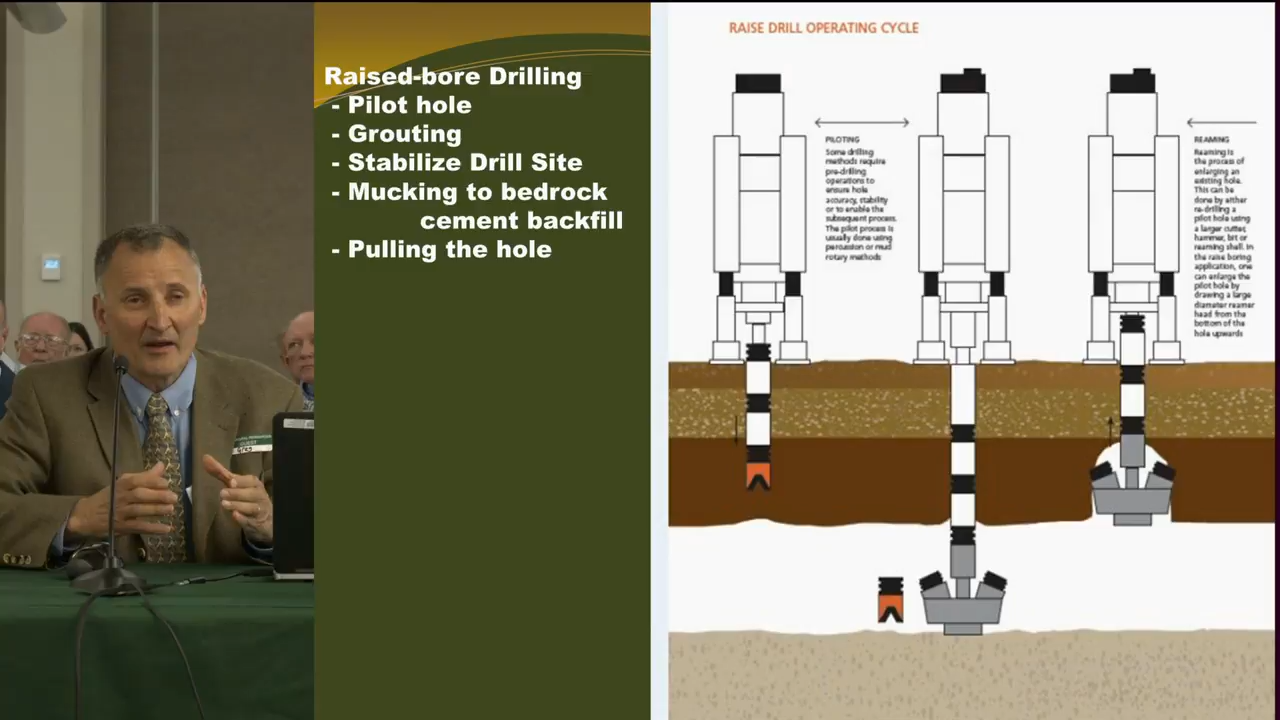 Raised-bore Drilling
- Pilot hole
- Grouting
- Stabilize Drill Site
- Mucking to bedrock
cement backfill
- Pulling the hole
RAISE DRILL OPERATING CYCLE
PILOTING
Some drilling
methods require
pre-drilling
operations to
ensure hole
accuracy, stability
or to enable the
subsequent process.
The pilot process is
usually done using
percussion or mud
rotary methods
REAMING
Reaming is
the process of
enlarging an
existing hole.
This can be
done by either
re-drilling a
pilot hole using
a larger cutter,
hammer, bit or
reaming shell. In
the raise boring
application, one
can enlarge the
pilot hole by
drawing a large
diameter reamer
head from the
bottom of the
hole upwards
GUEST